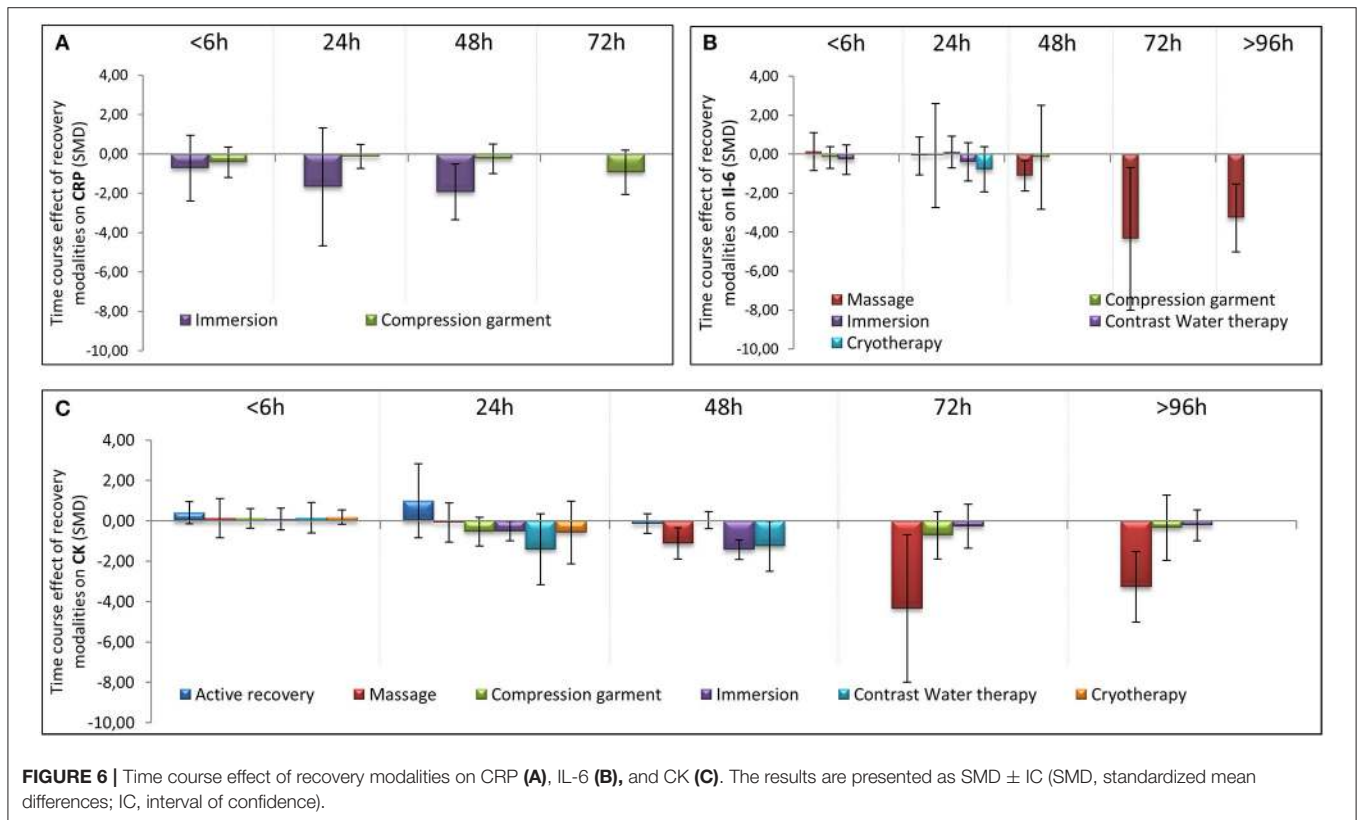 A
<6h 24h 48h 72h
Time course effect of recovery
modalities on CRP (SMD)
4,00
2,00
0,00
-2,00
-4,00
-6,00
-8,00
-10,00
Immersion Compression garment
B
<6h 24h 48h 72h >96h
Time course effect of recovery
modalities on Il-6 (SMD)
4,00
2,00
0,00
-2,00
-4,00
-6,00
-8,00
-10,00
Massage Compression garment
Immersion Contrast Water therapy
Cryotherapy
C
<6h 24h 48h 72h >96h
Time course effect of recovery
modalities on CK (SMD)
4,00
2,00
0,00
-2,00
-4,00
-6,00
-8,00
-10,00
Active recovery Massage Compression garment Immersion Contrast Water therapy Cryotherapy
FIGURE 6 | Time course effect of recovery modalities on CRP (A), IL-6 (B), and CK (C). The results are presented as SMD ± IC (SMD, standardized mean
differences; IC, interval of confidence).